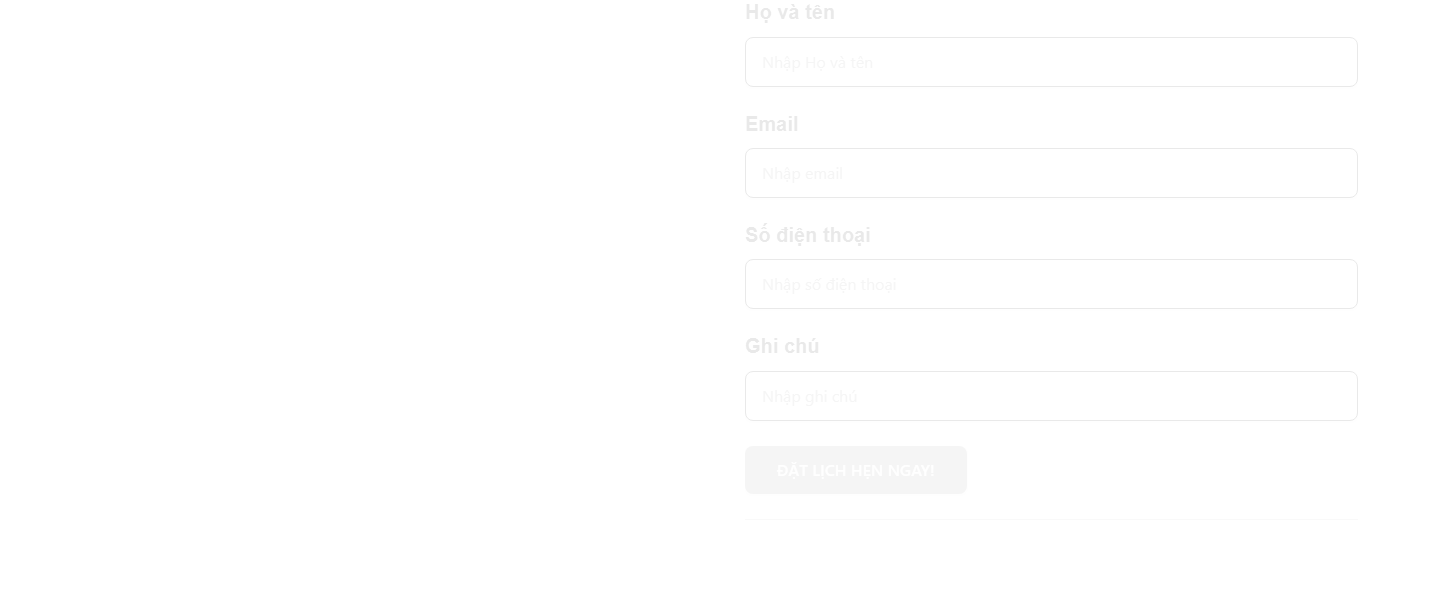 Họ và tên
Nhập Họ và tên
Email
Nhập email
Số điện thoại
Nhập số điện thoại
Ghi chú
Nhập ghi chú
ĐẶT LỊCH HẸN NGAY!